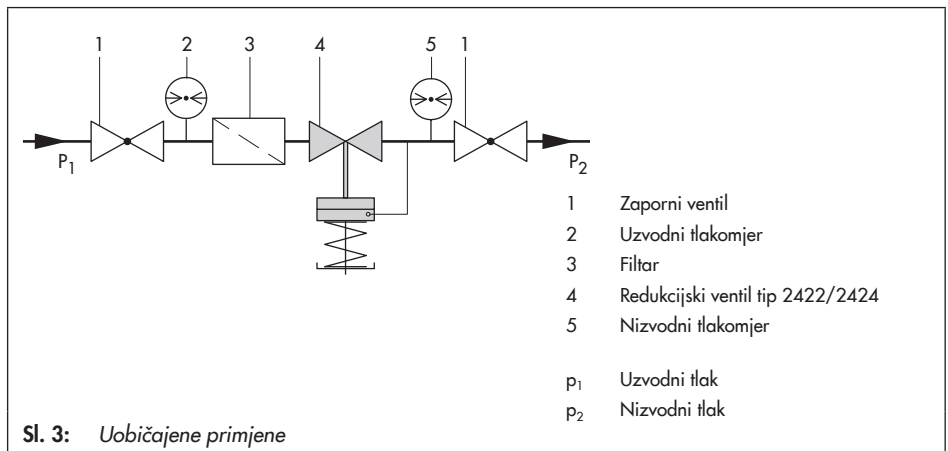 1 2 3 4 5 1
P1 P2
1 Zaporni ventil
2 Uzvodni tlakomjer
3 Filtar
4 Redukcijski ventil tip 2422/2424
5 Nizvodni tlakomjer
p1 Uzvodni tlak
p2 Nizvodni tlak
Sl. 3: Uobičajene primjene